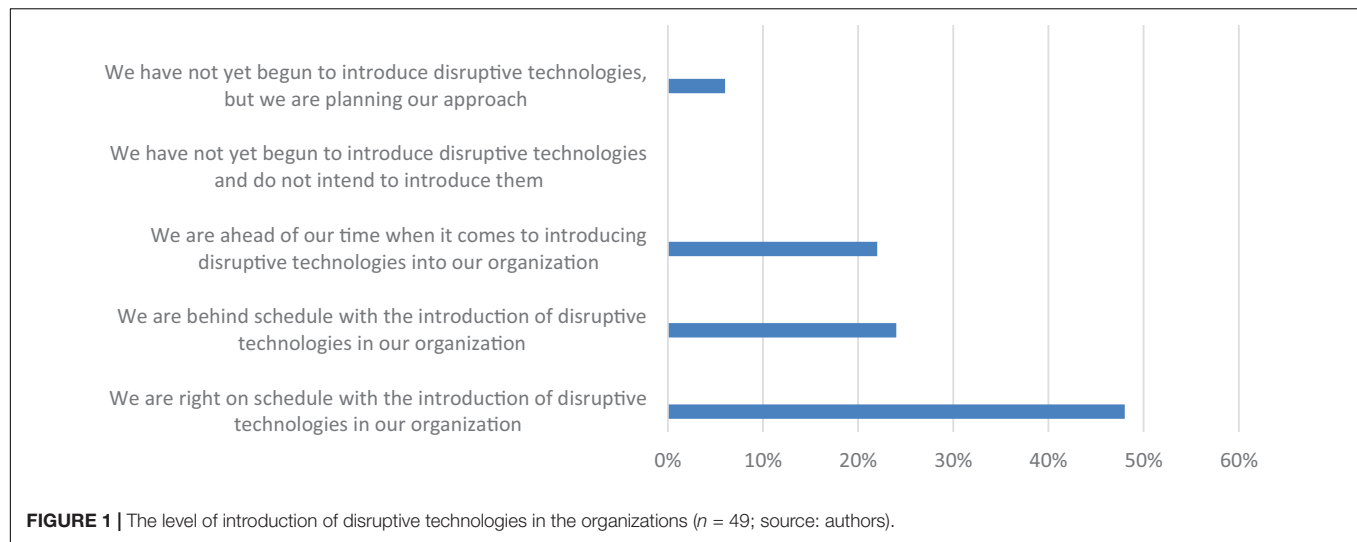 We have not yet begun to introduce disruptive technologies,
but we are planning our approach
We have not yet begun to introduce disruptive technologies
and do not intend to introduce them
We are ahead of our time when it comes to introducing
disruptive technologies into our organization
We are behind schedule with the introduction of disruptive
technologies in our organization
We are right on schedule with the introduction of disruptive
technologies in our organization
0% 10% 20% 30% 40% 50% 60%
FIGURE 1 | The level of introduction of disruptive technologies in the organizations (n = 49; source: authors).